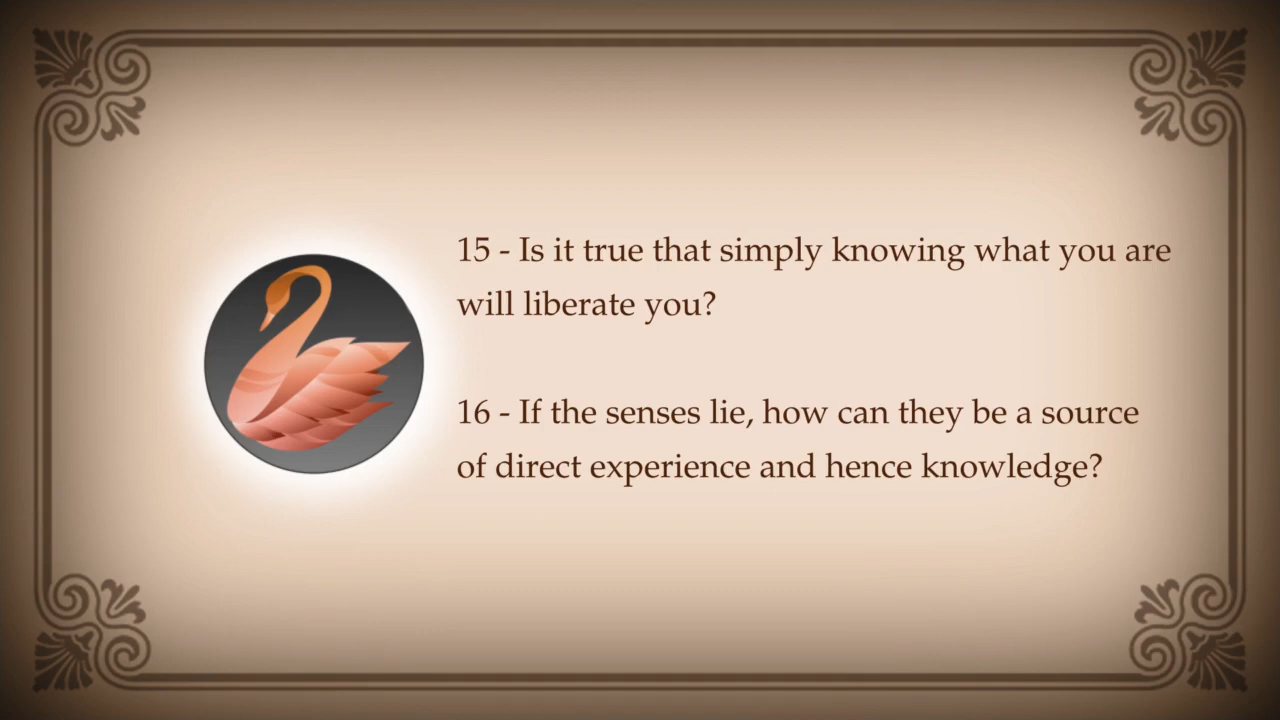 15 - Is it true that simply knowing what you are
will liberate you?
16 - If the senses lie, how can they be a source
of direct experience and hence knowledge?